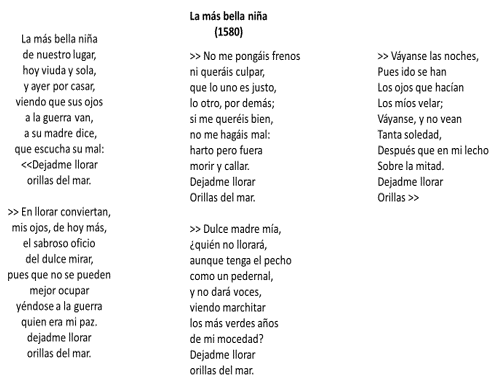 La más bella niña
(1580)
La más bella niña
de nuestro lugar,
hoy viuda y sola,
y ayer por casar,
viendo que sus ojos
a la guerra van,
a su madre dice,
que escucha su mal:
<<Dejadme llorar
orillas del mar.
>> En llorar conviertan,
mis ojos, de hoy más,
el sabroso oficio
del dulce mirar,
pues que no se pueden
mejor ocupar
yéndose a la guerra
quien era mi paz.
dejadme llorar
orillas del mar.
>> No me pongáis frenos
ni queráis culpar,
que lo uno es justo,
lo otro, por demás;
si me queréis bien,
no me hagáis mal:
harto peor fuera
morir y callar.
Dejadme llorar
Orillas del mar.
>> Dulce madre mía,
¿quién no llorará,
aunque tenga el pecho
como un pedernal,
y no dará voces,
viendo marchitar
los más verdes años
de mi mocedad?
Dejadme llorar
orillas del mar.
>> Váyanse las noches,
Pues ido se han
Los ojos que hacían
Los míos velar;
Váyanse, y no vean
Tanta soledad,
Después que en mi lecho
Sobre la mitad.
Dejadme llorar
Orillas >>